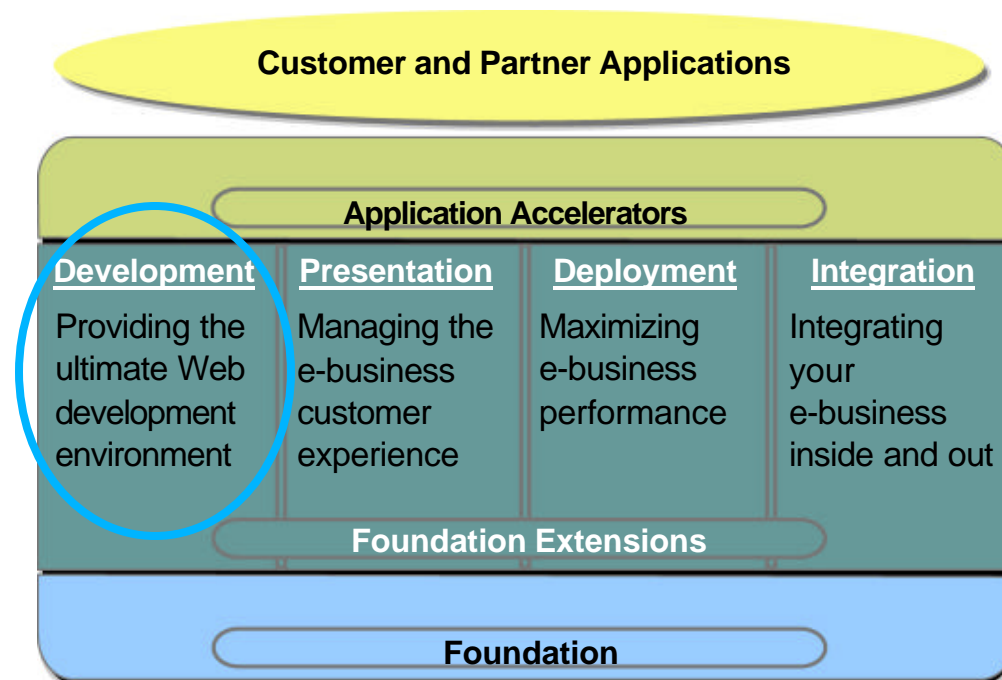 Customer and Partner Applications
Application Accelerators
Development
Providing the
ultimate Web
development
environment
Presentation
Managing the
e-business
customer
experience
Deployment
Maximizing
e-business
performance
Integration
Integrating
your
e-business
inside and out
Foundation Extensions
Foundation